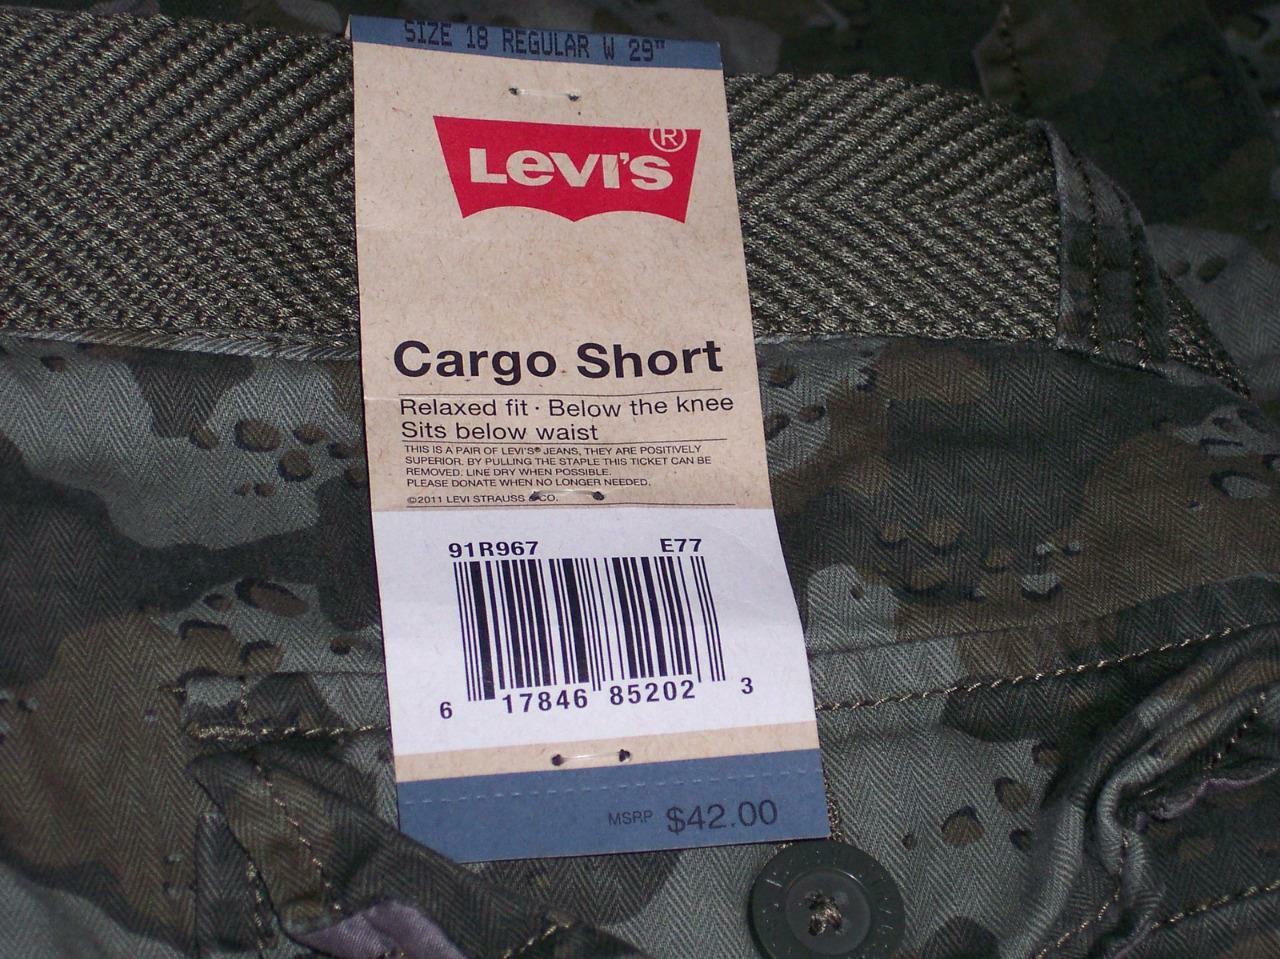 SIZE 18 REGULAR W 29"
LEVI'S®
Cargo Short
Relaxed fit · Below the knee
Sits below waist
THIS IS A PAIR OF LEVI'S® JEANS, THEY ARE POSITIVELY
SUPERIOR. BY PULLING THE STAPLE THIS TICKET CAN BE
REMOVED. LINE DRY WHEN POSSIBLE.
PLEASE DONATE WHEN NO LONGER NEEDED.
©2011 LEVI STRAUSS & CO.
91R967 E77
6 17846 85202 3
MSRP $42.00